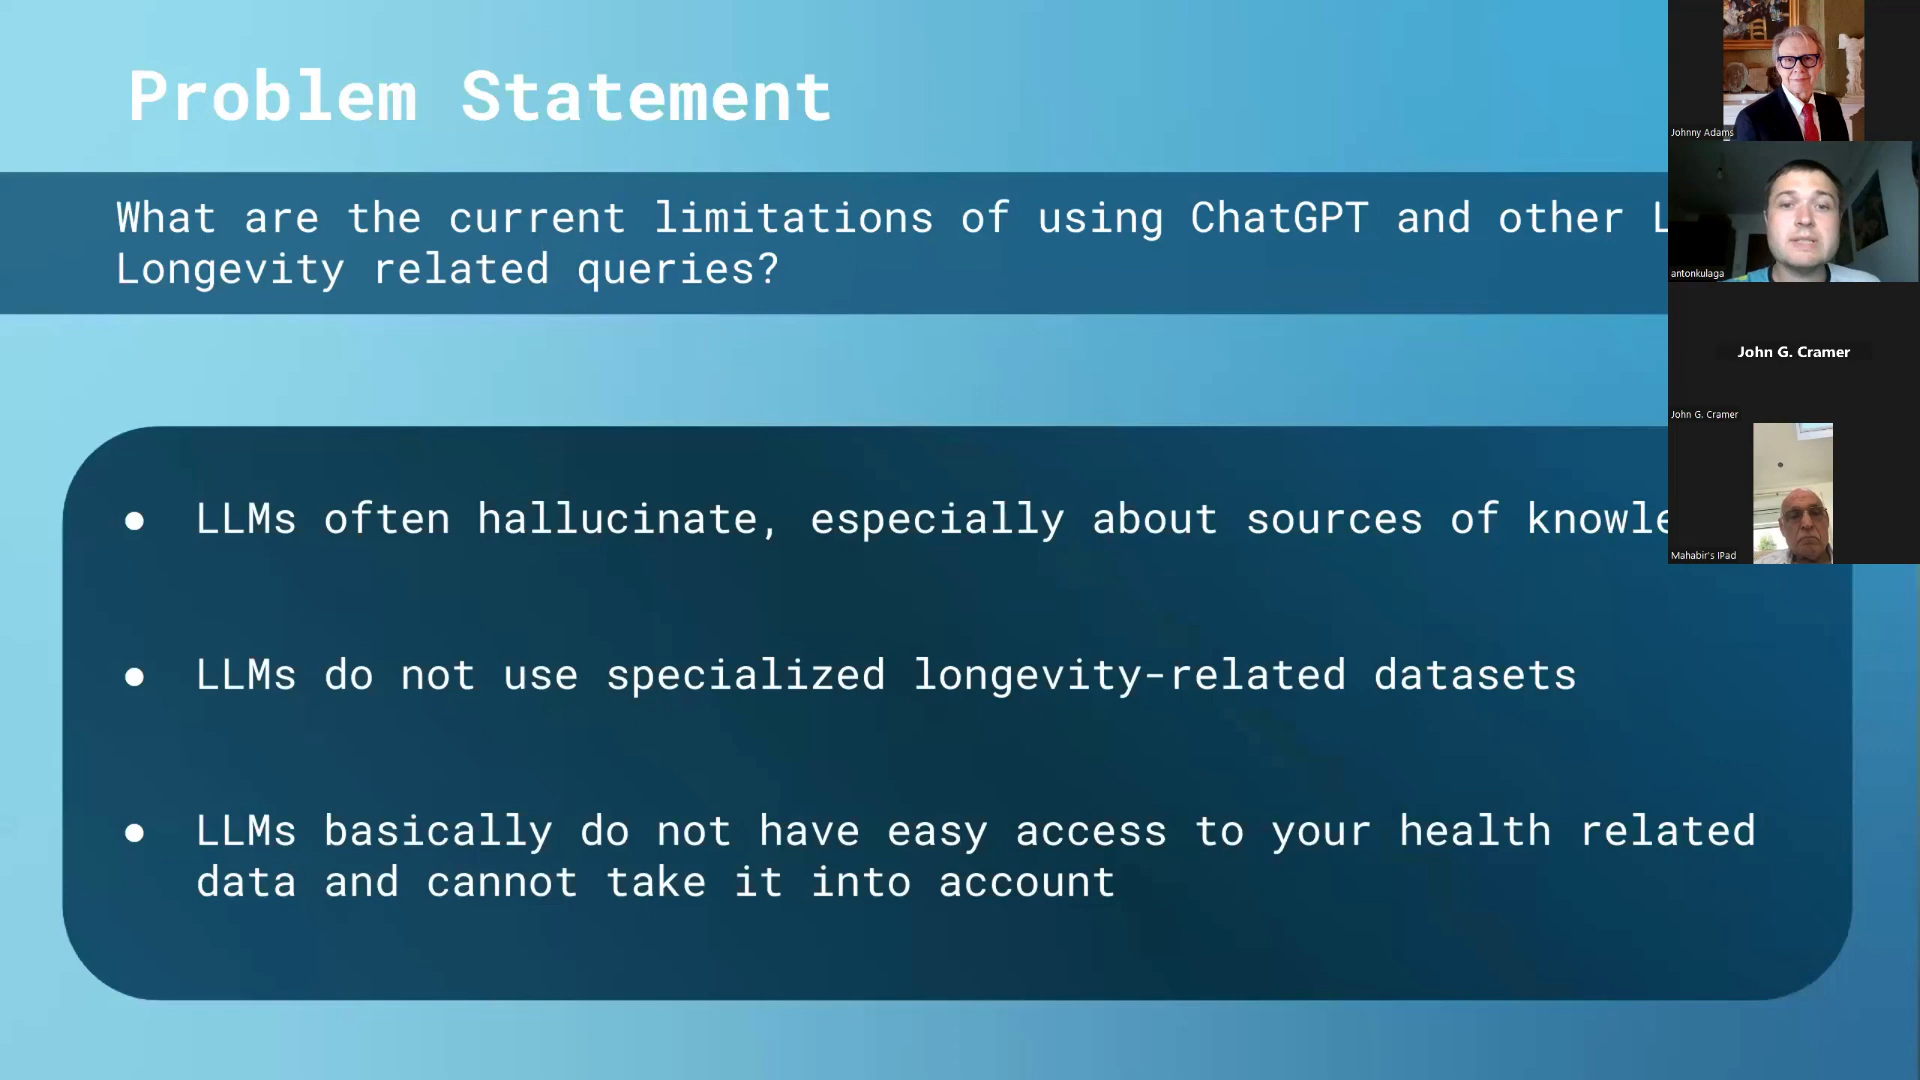 Problem Statement
What are the current limitations of using ChatGPT and other
Longevity related queries?
● LLMs often hallucinate, especially about sources of
● LLMs do not use specialized longevity-related datasets
● LLMs basically do not have easy access to your health related
data and cannot take it into account
Johnny Adams
antonkulaga
John G. Cramer
John G. Cramer
Mahabir's IPad